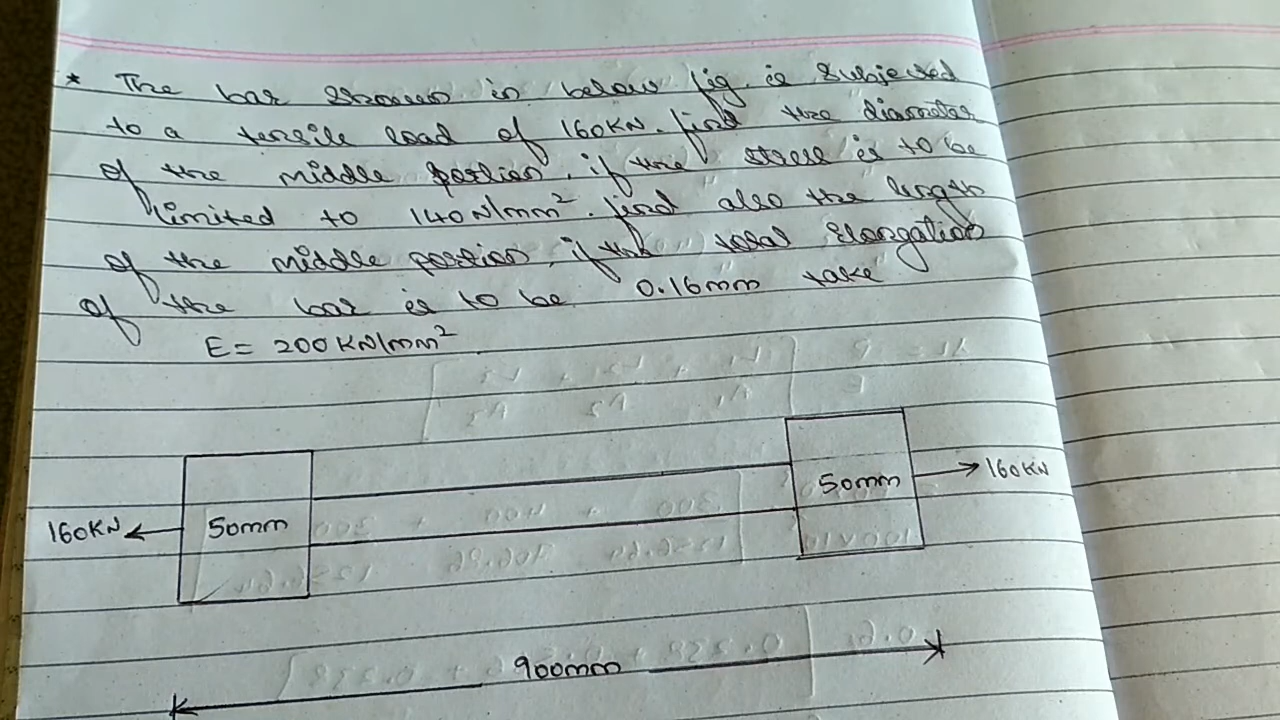 * The bar shown in below fig. is subjected
to a tensile load of 160KN. find the diameter
of the middle portion, if the stress is to be
limited to 140N/mm². find also the length
of the middle portion, if the total elongation
of the bar is to be 0.16mm take
E = 200KN/mm²
160KN 50mm 50mm 160KN
900mm